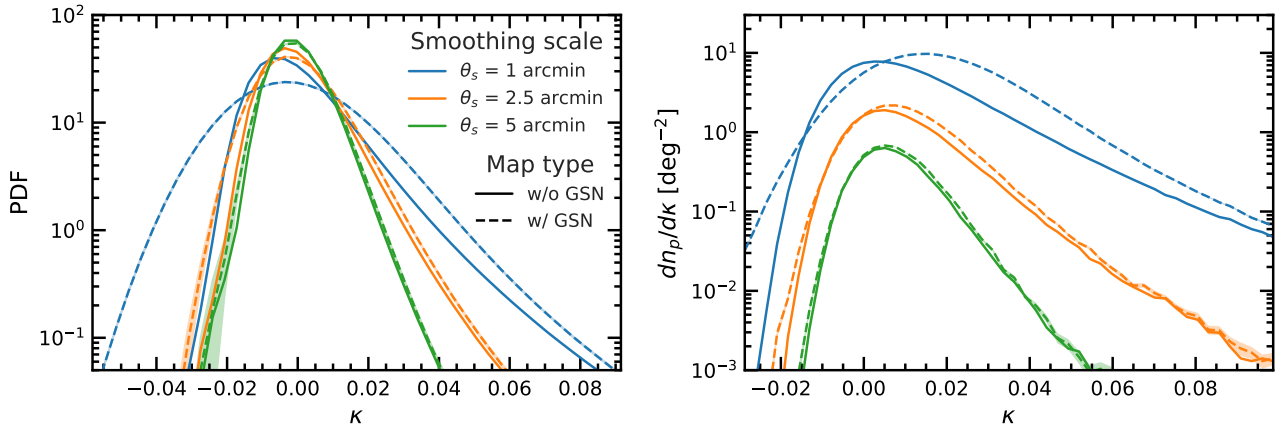 10²
10¹
10⁰
10⁻¹
PDF
−0.04
−0.02
0.00
0.02
0.04
0.06
0.08
κ
Smoothing scale
θₛ = 1 arcmin
θₛ = 2.5 arcmin
θₛ = 5 arcmin
Map type
w/o GSN
w/ GSN
10¹
10⁰
10⁻¹
10⁻²
10⁻³
dnₚ/dκ [deg⁻²]
−0.02
0.00
0.02
0.04
0.06
0.08
κ